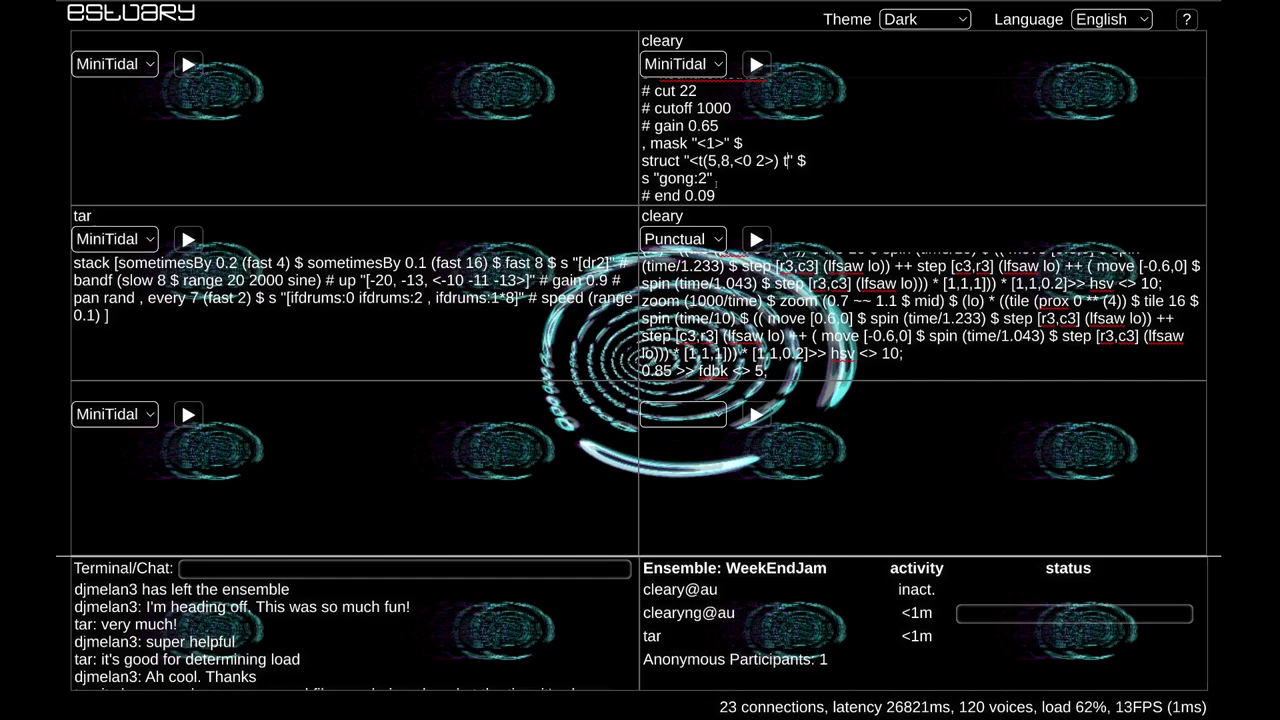 estuary
Theme Dark Language English ?
MiniTidal
cleary
MiniTidal
# cut 22
# cutoff 1000
# gain 0.65
, mask "<1>" $
struct "<t(5,8,<0 2>) t" $
s "gong:2"
# end 0.09
tar
MiniTidal
stack [sometimesBy 0.2 (fast 4) $ sometimesBy 0.1 (fast 16) $ fast 8 $ s "[dr2]" #
bandf (slow 8 $ range 20 2000 sine) # up "[-20, -13, <-10 -11 -13>]" # gain 0.9 #
pan rand , every 7 (fast 2) $ s "[ifdrums:0 ifdrums:2 , ifdrums:1*8]" # speed (range
0.1) ]
cleary
Punctual
(time/1.233) $ step [r3,c3] (lfsaw lo)) ++ step [c3,r3] (lfsaw lo) ++ ( move [-0.6,0] $
spin (time/1.043) $ step [r3,c3] (lfsaw lo))) * [1,1,1])) * [1,1,0.2]>> hsv <> 10;
zoom (1000/time) $ zoom (0.7 ~~ 1.1 $ mid) $ (lo) * ((tile (prox 0 ** (4)) $ tile 16 $
spin (time/10) $ (( move [0.6,0] $ spin (time/1.233) $ step [r3,c3] (lfsaw lo)) ++
step [c3,r3] (lfsaw lo) ++ ( move [-0.6,0] $ spin (time/1.043) $ step [r3,c3] (lfsaw
lo))) * [1,1,1])) * [1,1,0.2]>> hsv <> 10;
0.85 >> fdbk <> 5;
MiniTidal
Terminal/Chat:
djmelan3 has left the ensemble
djmelan3: I'm heading off, This was so much fun!
tar: very much!
djmelan3: super helpful
tar: it's good for determining load
djmelan3: Ah cool. Thanks
Ensemble: WeekEndJam activity status
cleary@au inact.
claryng@au <1m
tar <1m
Anonymous Participants: 1
23 connections, latency 26821ms, 120 voices, load 62%, 13FPS (1ms)